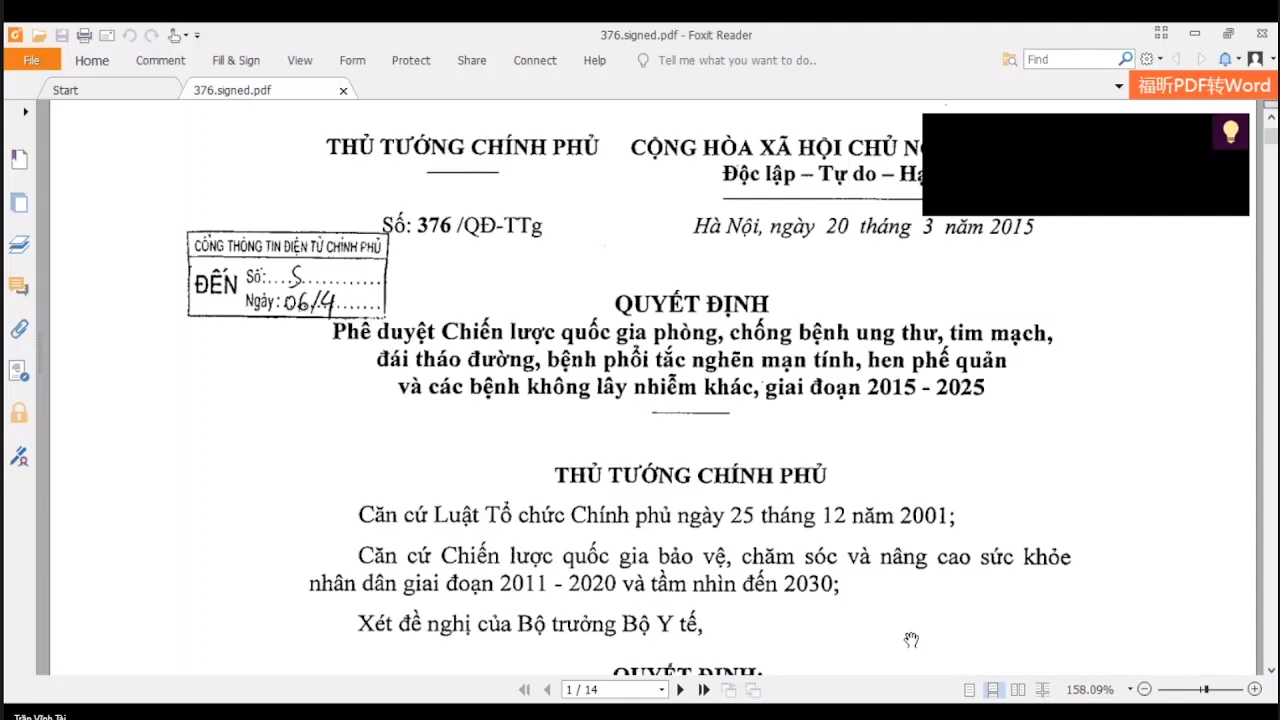 376.signed.pdf - Foxit Reader
File Home Comment Fill & Sign View Form Protect Share Connect Help Tell me what you want to do.. Find
Start 376.signed.pdf 福昕PDF转Word
THỦ TƯỚNG CHÍNH PHỦ CỘNG HÒA XÃ HỘI CHỦ
Độc lập – Tự do –
Số: 376 /QĐ-TTg Hà Nội, ngày 20 tháng 3 năm 2015
CỔNG THÔNG TIN ĐIỆN TỬ CHÍNH PHỦ
ĐẾN Số:....S............
Ngày: 06/4........
QUYẾT ĐỊNH
Phê duyệt Chiến lược quốc gia phòng, chống bệnh ung thư, tim mạch,
đái tháo đường, bệnh phổi tắc nghẽn mạn tính, hen phế quản
và các bệnh không lây nhiễm khác, giai đoạn 2015 - 2025
THỦ TƯỚNG CHÍNH PHỦ
Căn cứ Luật Tổ chức Chính phủ ngày 25 tháng 12 năm 2001;
Căn cứ Chiến lược quốc gia bảo vệ, chăm sóc và nâng cao sức khỏe
nhân dân giai đoạn 2011 - 2020 và tầm nhìn đến 2030;
Xét đề nghị của Bộ trưởng Bộ Y tế,
QUYẾT ĐỊNH:
1 / 14 158.09%
Trần Vĩnh Tài